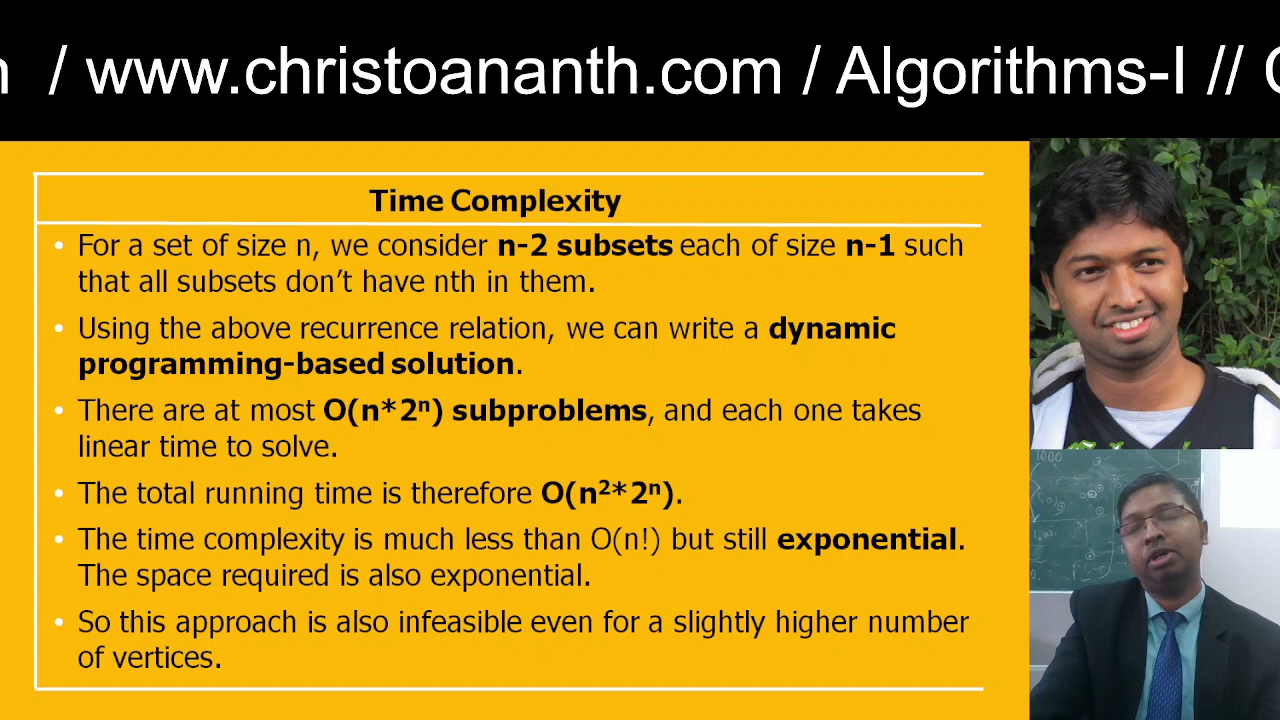 / www.christoananth.com / Algorithms-I //
Time Complexity
• For a set of size n, we consider n-2 subsets each of size n-1 such
that all subsets don’t have nth in them.
• Using the above recurrence relation, we can write a dynamic
programming-based solution.
• There are at most O(n*2ⁿ) subproblems, and each one takes
linear time to solve.
• The total running time is therefore O(n²*2ⁿ).
• The time complexity is much less than O(n!) but still exponential.
The space required is also exponential.
• So this approach is also infeasible even for a slightly higher number
of vertices.